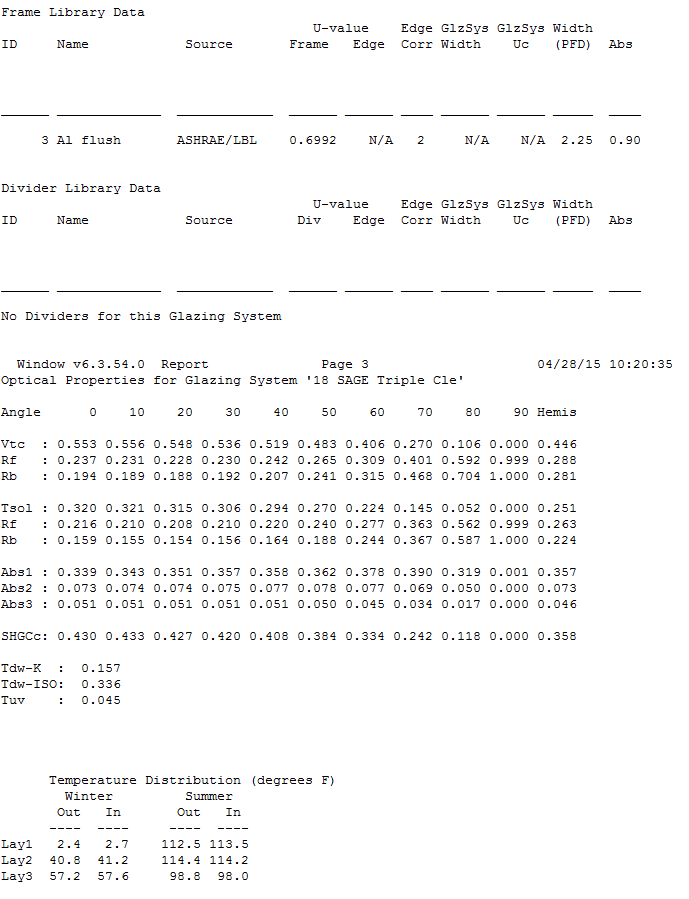 Frame Library Data
                                       U-value    Edge GlzSys GlzSys Width
ID     Name            Source       Frame   Edge  Corr Width    Uc   (PFD)  Abs
______ _____________ ____________  ______ ______ ____ ______ ______ _____  ____
     3 Al flush       ASHRAE/LBL    0.6992    N/A   2     N/A    N/A  2.25  0.90
Divider Library Data
                                       U-value    Edge GlzSys GlzSys Width
ID     Name            Source        Div    Edge  Corr Width    Uc   (PFD)  Abs
______ _____________  ____________  ______ ______ ____ ______ ______ _____  ____
No Dividers for this Glazing System
  Window v6.3.54.0  Report              Page 3                     04/28/15 10:20:35
Optical Properties for Glazing System '18 SAGE Triple Cle'
Angle      0    10    20    30    40    50    60    70    80    90 Hemis
Vtc  : 0.553 0.556 0.548 0.536 0.519 0.483 0.406 0.270 0.106 0.000 0.446
Rf   : 0.237 0.231 0.228 0.230 0.242 0.265 0.309 0.401 0.592 0.999 0.288
Rb   : 0.194 0.189 0.188 0.192 0.207 0.241 0.315 0.468 0.704 1.000 0.281
Tsol : 0.320 0.321 0.315 0.306 0.294 0.270 0.224 0.145 0.052 0.000 0.251
Rf   : 0.216 0.210 0.208 0.210 0.220 0.240 0.277 0.363 0.562 0.999 0.263
Rb   : 0.159 0.155 0.154 0.156 0.164 0.188 0.244 0.367 0.587 1.000 0.224
Abs1 : 0.339 0.343 0.351 0.357 0.358 0.362 0.378 0.390 0.319 0.001 0.357
Abs2 : 0.073 0.074 0.074 0.075 0.077 0.078 0.077 0.069 0.050 0.000 0.073
Abs3 : 0.051 0.051 0.051 0.051 0.051 0.050 0.045 0.034 0.017 0.000 0.046
SHGCc: 0.430 0.433 0.427 0.420 0.408 0.384 0.334 0.242 0.118 0.000 0.358
Tdw-K  :  0.157
Tdw-ISO:  0.336
Tuv    :  0.045
      Temperature Distribution (degrees F)
        Winter         Summer
       Out   In       Out   In
      ----  ----     ----  ----
Lay1   2.4   2.7    112.5 113.5
Lay2  40.8  41.2    114.4 114.2
Lay3  57.2  57.6     98.8  98.0